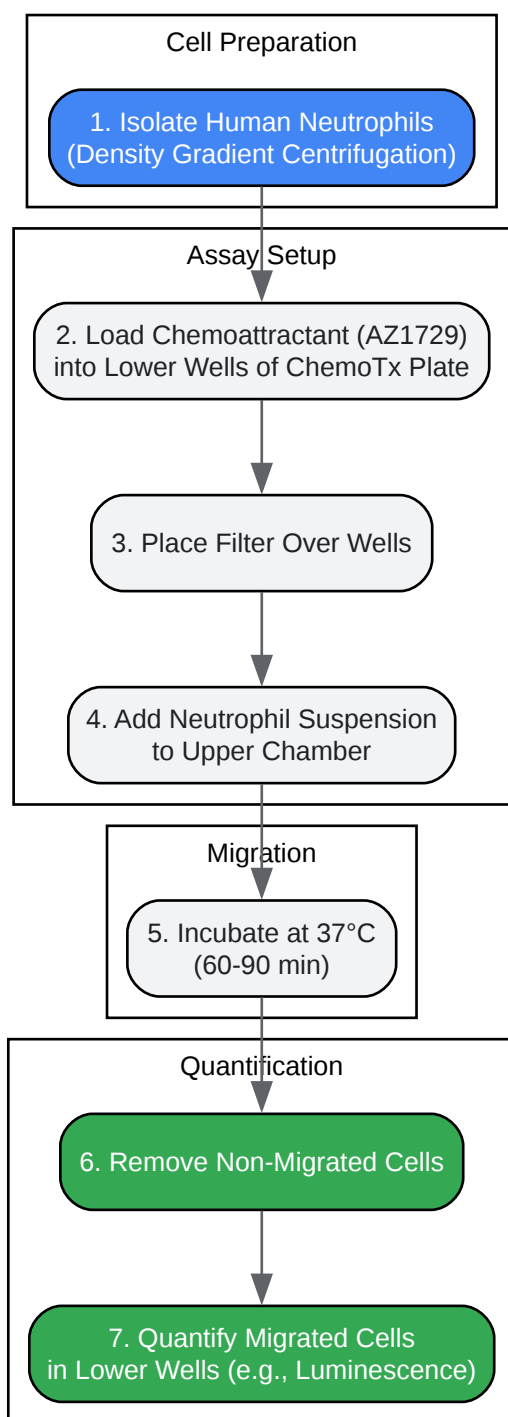 Cell Preparation
1. Isolate Human Neutrophils
(Density Gradient Centrifugation)
Assay Setup
2. Load Chemoattractant (AZ1729)
into Lower Wells of ChemoTx Plate
3. Place Filter Over Wells
4. Add Neutrophil Suspension
to Upper Chamber
Migration
5. Incubate at 37°C
(60-90 min)
Quantification
6. Remove Non-Migrated Cells
7. Quantify Migrated Cells
in Lower Wells (e.g., Luminescence)